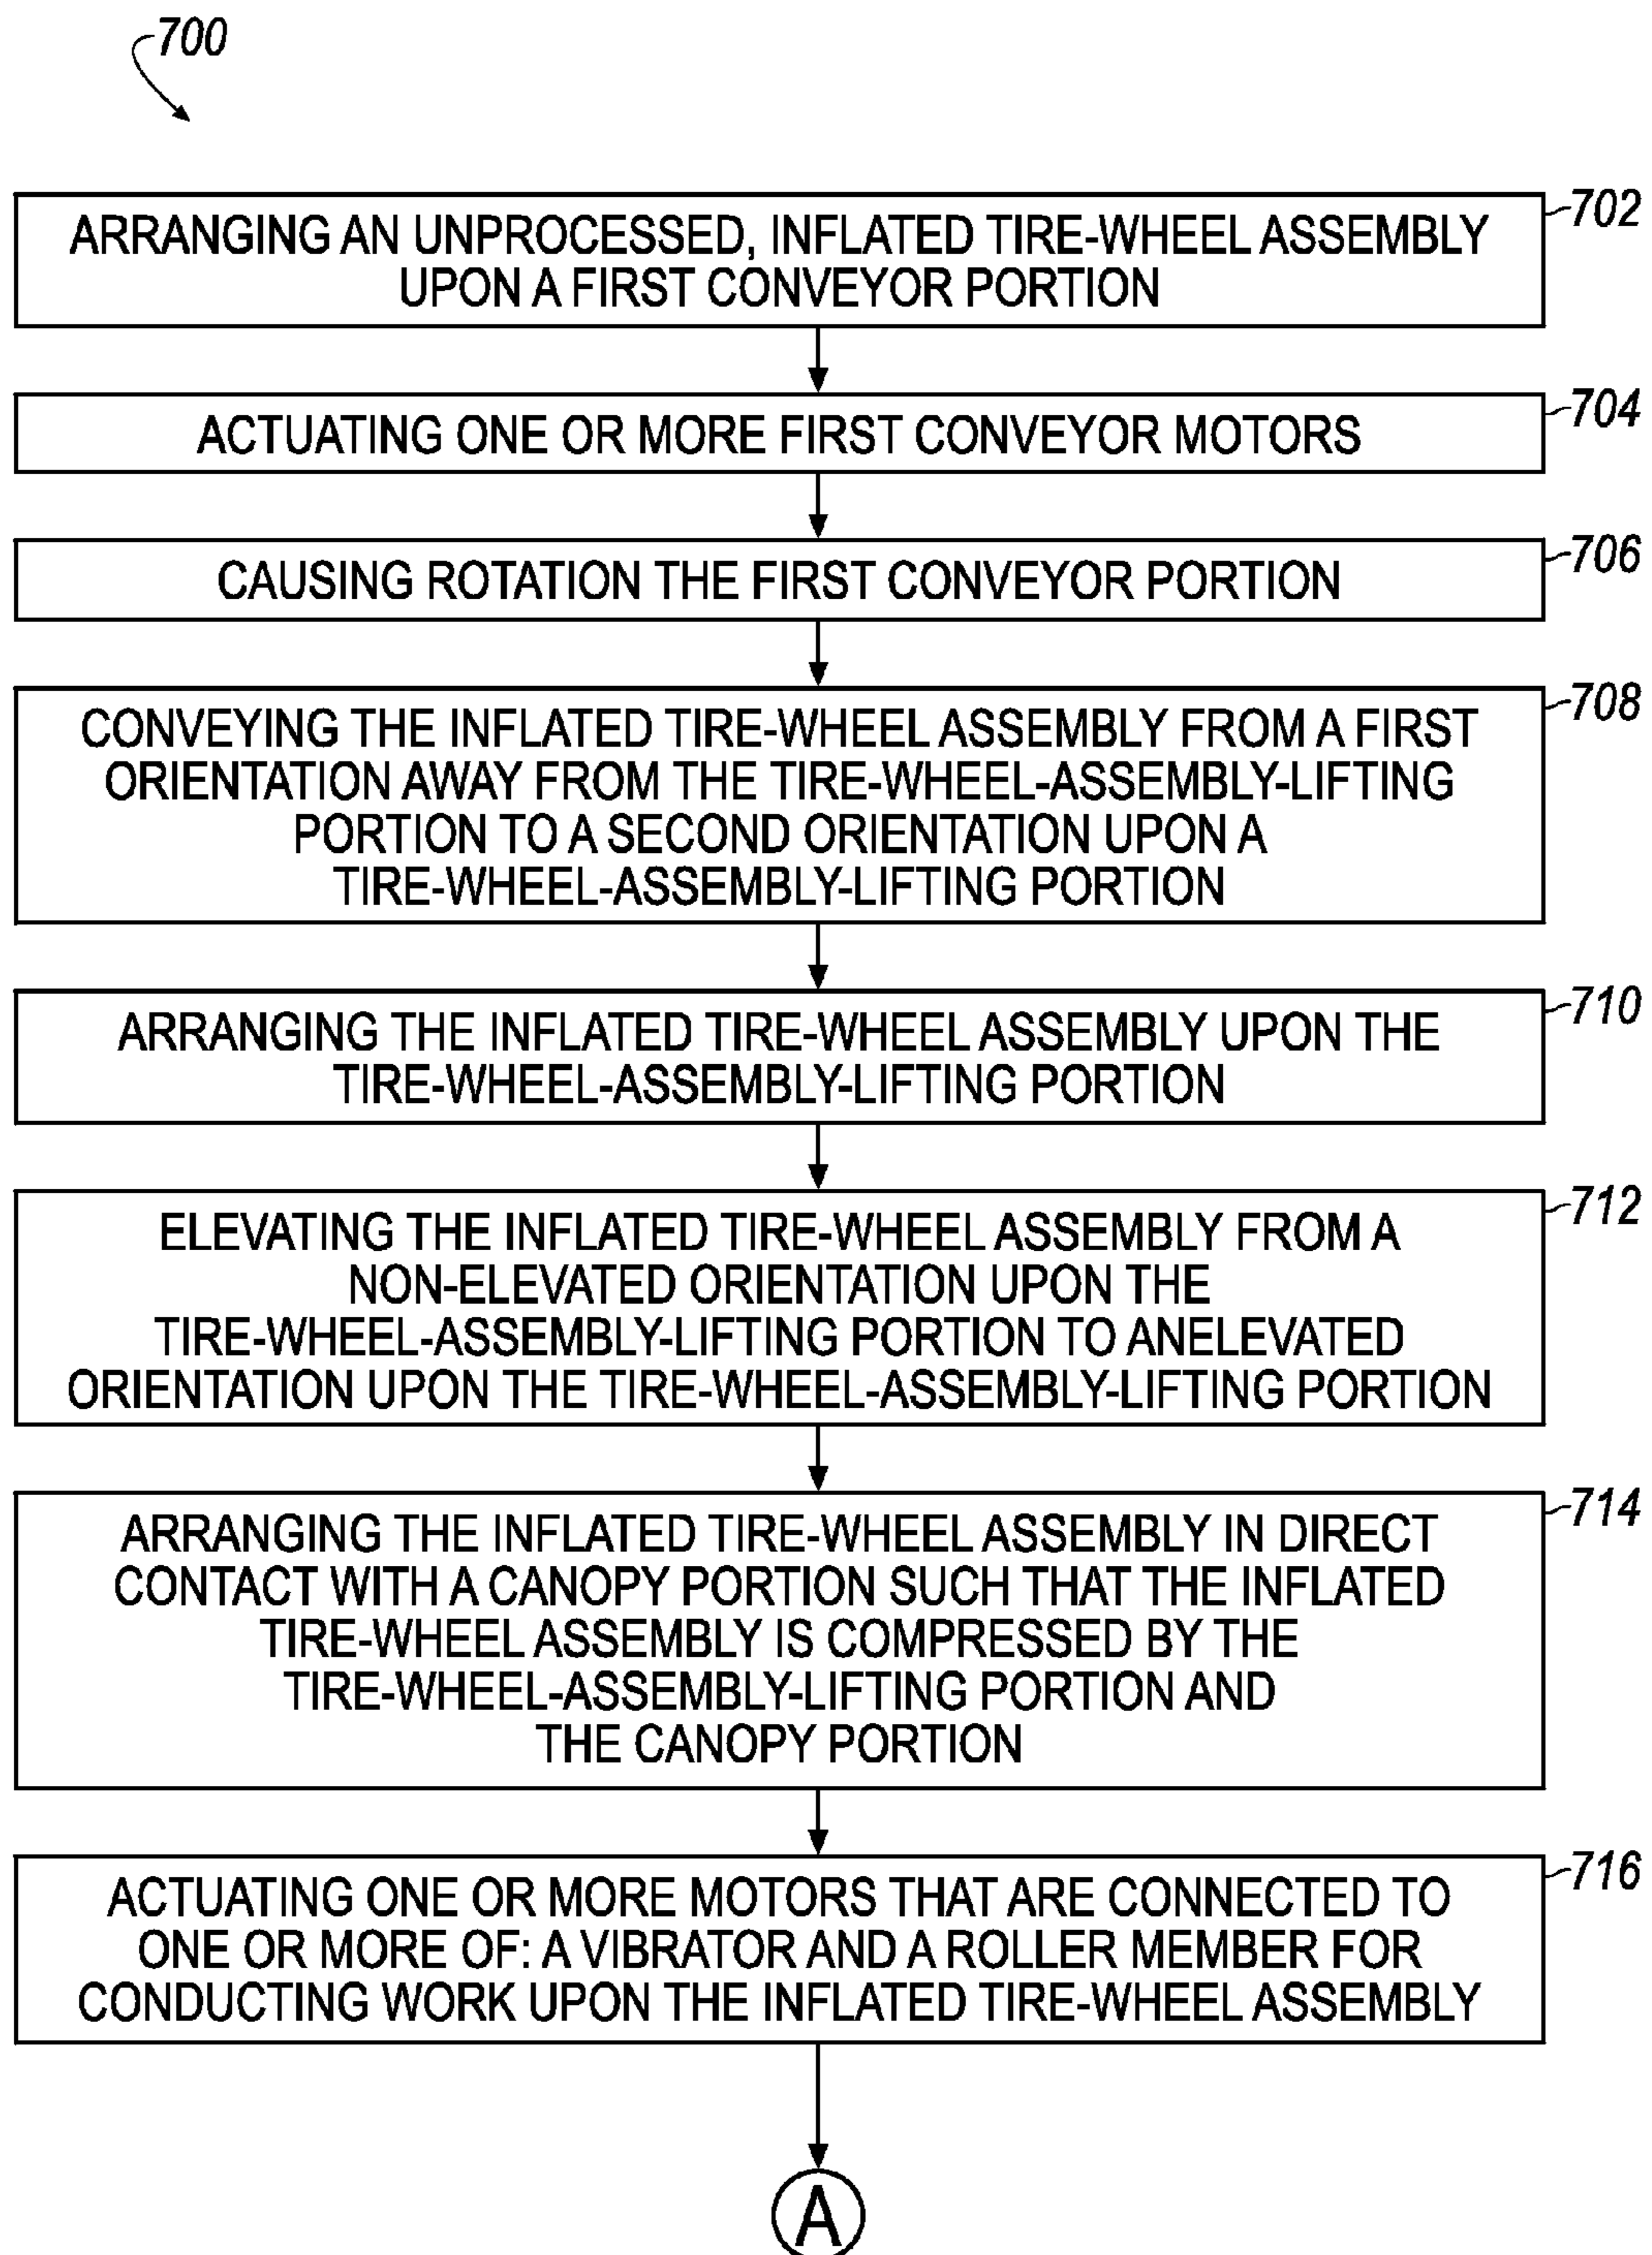 700
702
ARRANGING AN UNPROCESSED, INFLATED TIRE-WHEEL ASSEMBLY
UPON A FIRST CONVEYOR PORTION
704
ACTUATING ONE OR MORE FIRST CONVEYOR MOTORS
706
CAUSING ROTATION THE FIRST CONVEYOR PORTION
708
CONVEYING THE INFLATED TIRE-WHEEL ASSEMBLY FROM A FIRST
ORIENTATION AWAY FROM THE TIRE-WHEEL-ASSEMBLY-LIFTING
PORTION TO A SECOND ORIENTATION UPON A
TIRE-WHEEL-ASSEMBLY-LIFTING PORTION
710
ARRANGING THE INFLATED TIRE-WHEEL ASSEMBLY UPON THE
TIRE-WHEEL-ASSEMBLY-LIFTING PORTION
712
ELEVATING THE INFLATED TIRE-WHEEL ASSEMBLY FROM A
NON-ELEVATED ORIENTATION UPON THE
TIRE-WHEEL-ASSEMBLY-LIFTING PORTION TO ANELEVATED
ORIENTATION UPON THE TIRE-WHEEL-ASSEMBLY-LIFTING PORTION
714
ARRANGING THE INFLATED TIRE-WHEEL ASSEMBLY IN DIRECT
CONTACT WITH A CANOPY PORTION SUCH THAT THE INFLATED
TIRE-WHEEL ASSEMBLY IS COMPRESSED BY THE
TIRE-WHEEL-ASSEMBLY-LIFTING PORTION AND
THE CANOPY PORTION
716
ACTUATING ONE OR MORE MOTORS THAT ARE CONNECTED TO
ONE OR MORE OF: A VIBRATOR AND A ROLLER MEMBER FOR
CONDUCTING WORK UPON THE INFLATED TIRE-WHEEL ASSEMBLY
A